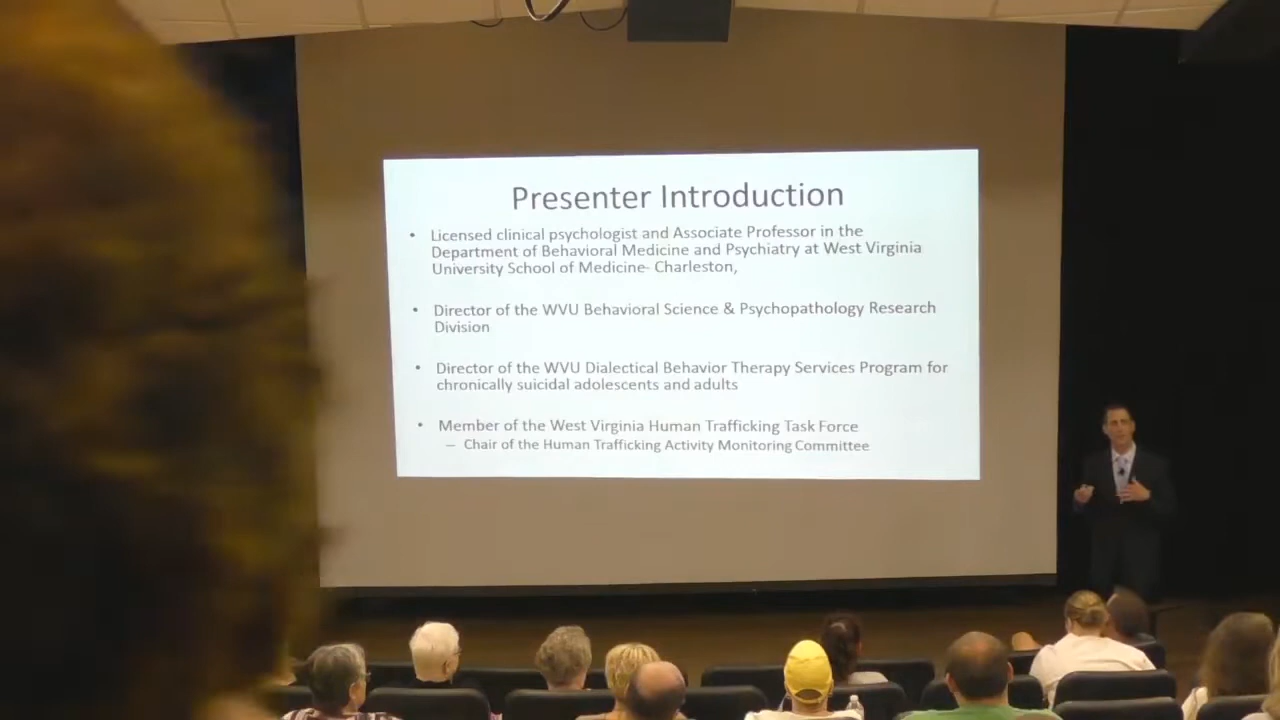 Presenter Introduction
• Licensed clinical psychologist and Associate Professor in the
Department of Behavioral Medicine and Psychiatry at West Virginia
University School of Medicine- Charleston,
• Director of the WVU Behavioral Science & Psychopathology Research
Division
• Director of the WVU Dialectical Behavior Therapy Services Program for
chronically suicidal adolescents and adults
• Member of the West Virginia Human Trafficking Task Force
– Chair of the Human Trafficking Activity Monitoring Committee